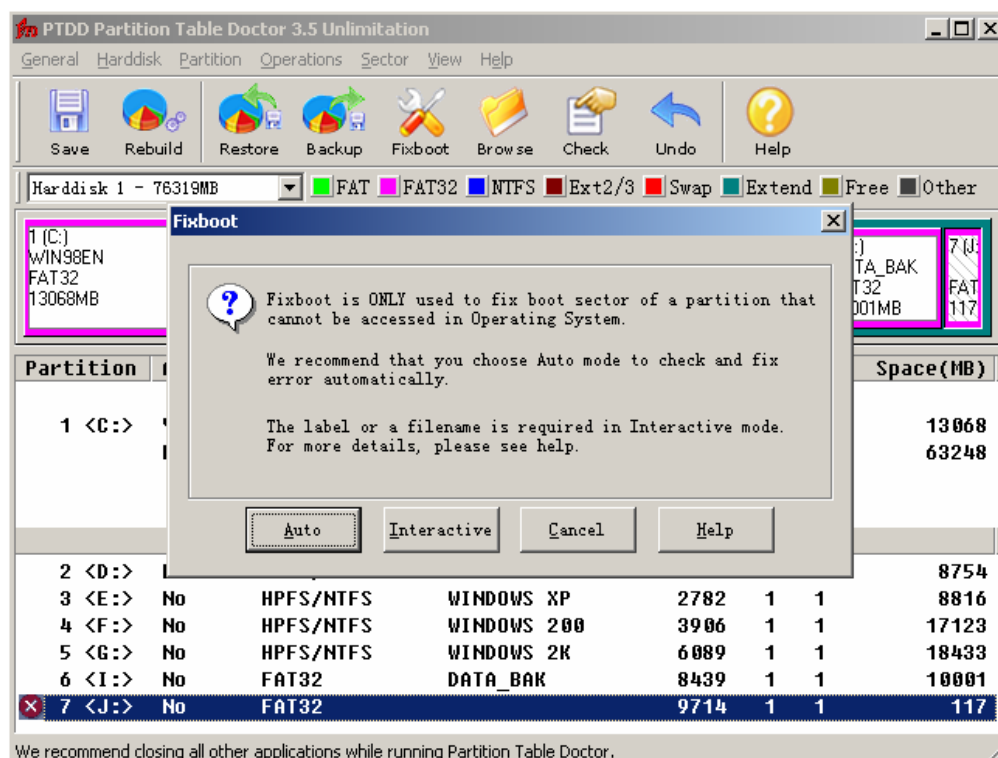 PTDD Partition Table Doctor 3.5 Unlimitation
General Harddisk Partition Operations Sector View Help
Save Rebuild Restore Backup Fixboot Browse Check Undo Help
Harddisk 1 - 76319MB FAT FAT32 NTFS Ext2/3 Swap Extend Free Other
Fixboot
1 (C:)
WIN98EN
FAT32
13068MB
:)
TA_BAK
T32
001MB
7 (J:
FAT
117
Fixboot is ONLY used to fix boot sector of a partition that
cannot be accessed in Operating System.
We recommend that you choose Auto mode to check and fix
error automatically.
The label or a filename is required in Interactive mode.
For more details, please see help.
Auto Interactive Cancel Help
Partition Space(MB)
1 <C:> 13068
63248
2 <D:> 8754
3 <E:> No HPFS/NTFS WINDOWS XP 2782 1 1 8816
4 <F:> No HPFS/NTFS WINDOWS 200 3906 1 1 17123
5 <G:> No HPFS/NTFS WINDOWS 2K 6089 1 1 18433
6 <I:> No FAT32 DATA_BAK 8439 1 1 10001
7 <J:> No FAT32 9714 1 1 117
We recommend closing all other applications while running Partition Table Doctor.